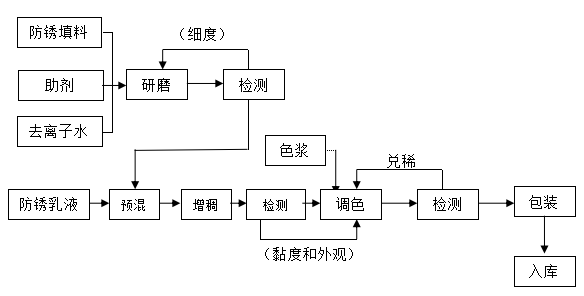 防锈填料
（细度）
助剂
研磨
检测
去离子水
色浆
兑稀
防锈乳液
预混
增稠
检测
调色
检测
包装
（黏度和外观）
入库